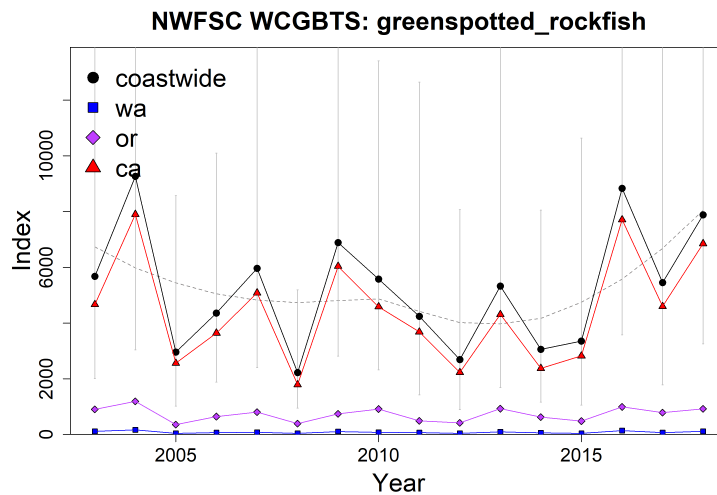 NWFSC WCGBTS: greenspotted_rockfish
coastwide
wa
or
ca
Index
10000
6000
2000
0
2005
2010
2015
Year